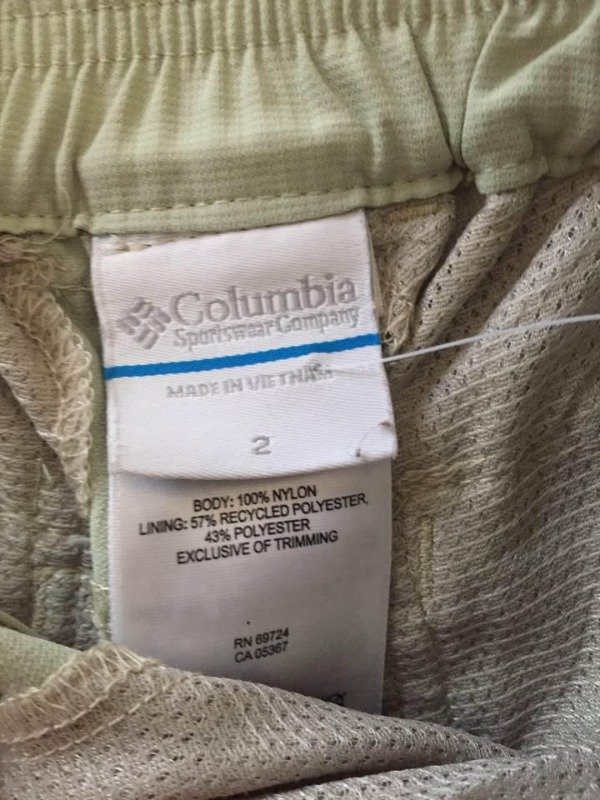 Columbia
Sportswear Company
MADE IN VIETNAM
2
BODY: 100% NYLON
LINING: 57% RECYCLED POLYESTER,
43% POLYESTER
EXCLUSIVE OF TRIMMING
RN 69724
CA 05367